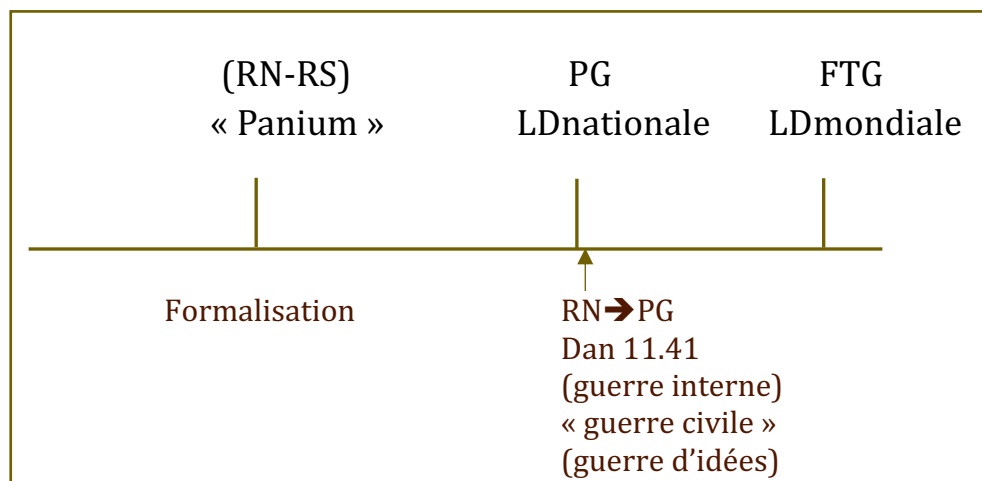 (RN-RS) PG FTG
« Panium » LDnationale LDmondiale
Formalisation RN➔PG
Dan 11.41
(guerre interne)
« guerre civile »
(guerre d’idées)